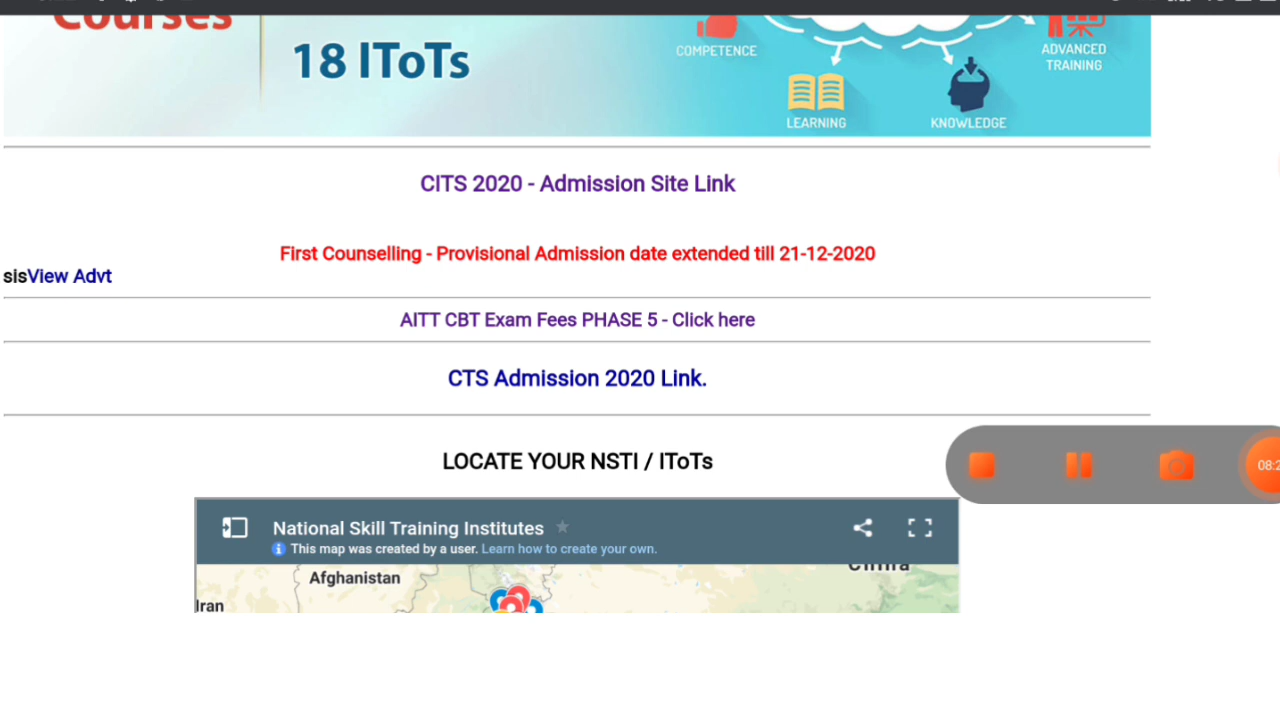 Courses
18 IToTs
COMPETENCE
ADVANCED
TRAINING
LEARNING
KNOWLEDGE
CITS 2020 - Admission Site Link
First Counselling - Provisional Admission date extended till 21-12-2020
sisView Advt
AITT CBT Exam Fees PHASE 5 - Click here
CTS Admission 2020 Link.
LOCATE YOUR NSTI / IToTs
National Skill Training Institutes
This map was created by a user. Learn how to create your own.
Afghanistan
China
Iran